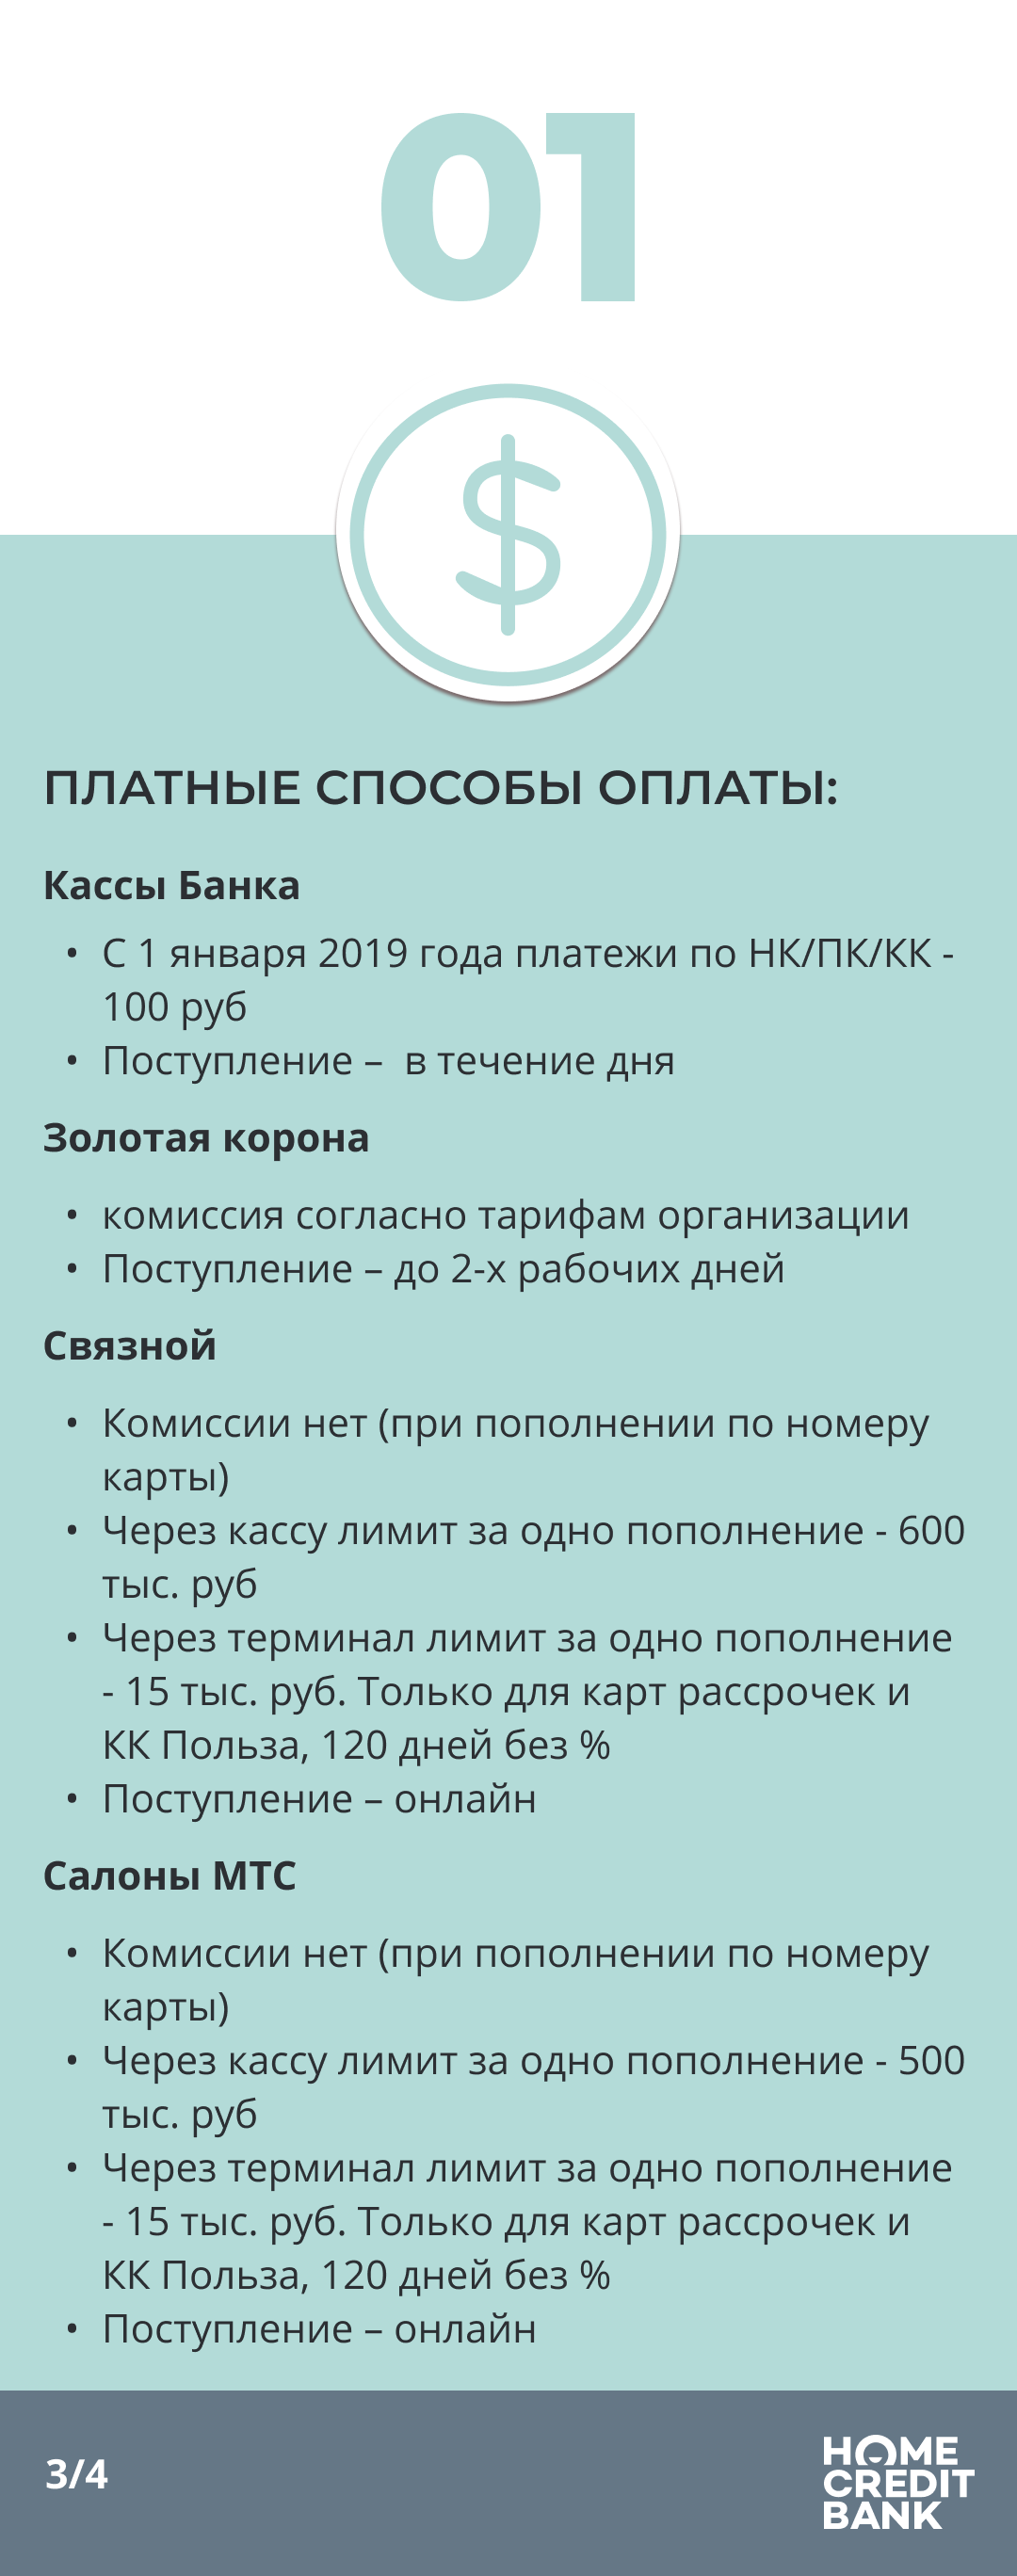 01
$
ПЛАТНЫЕ СПОСОБЫ ОПЛАТЫ:
Кассы Банка
• С 1 января 2019 года платежи по НК/ПК/КК -
100 руб
• Поступление – в течение дня
Золотая корона
• комиссия согласно тарифам организации
• Поступление – до 2-х рабочих дней
Связной
• Комиссии нет (при пополнении по номеру
карты)
• Через кассу лимит за одно пополнение - 600
тыс. руб
• Через терминал лимит за одно пополнение
- 15 тыс. руб. Только для карт рассрочек и
КК Польза, 120 дней без %
• Поступление – онлайн
Салоны МТС
• Комиссии нет (при пополнении по номеру
карты)
• Через кассу лимит за одно пополнение - 500
тыс. руб
• Через терминал лимит за одно пополнение
- 15 тыс. руб. Только для карт рассрочек и
КК Польза, 120 дней без %
• Поступление – онлайн
3/4
HOME
CREDIT
BANK